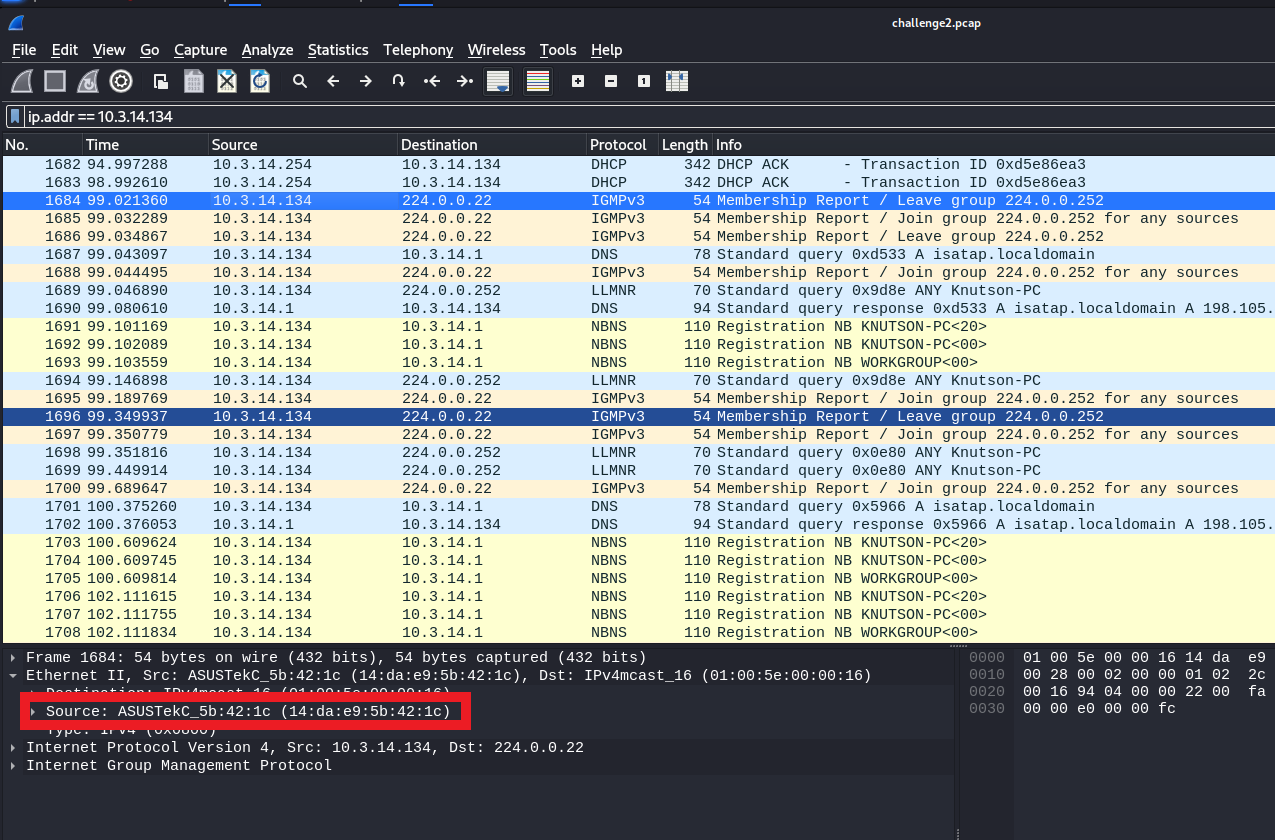 challenge2.pcap
File Edit View Go Capture Analyze Statistics Telephony Wireless Tools Help
ip.addr == 10.3.14.134
No. Time Source Destination Protocol Length Info
1682 94.997288 10.3.14.254 10.3.14.134 DHCP 342 DHCP ACK - Transaction ID 0xd5e86ea3
1683 98.992610 10.3.14.254 10.3.14.134 DHCP 342 DHCP ACK - Transaction ID 0xd5e86ea3
1684 99.021360 10.3.14.134 224.0.0.22 IGMPv3 54 Membership Report / Leave group 224.0.0.252
1685 99.032289 10.3.14.134 224.0.0.22 IGMPv3 54 Membership Report / Join group 224.0.0.252 for any sources
1686 99.034867 10.3.14.134 224.0.0.22 IGMPv3 54 Membership Report / Leave group 224.0.0.252
1687 99.043097 10.3.14.134 10.3.14.1 DNS 78 Standard query 0xd533 A isatap.localdomain
1688 99.044495 10.3.14.134 224.0.0.22 IGMPv3 54 Membership Report / Join group 224.0.0.252 for any sources
1689 99.046890 10.3.14.134 224.0.0.252 LLMNR 70 Standard query 0x9d8e ANY Knutson-PC
1690 99.080610 10.3.14.1 10.3.14.134 DNS 94 Standard query response 0xd533 A isatap.localdomain A 198.105.
1691 99.101169 10.3.14.134 10.3.14.1 NBNS 110 Registration NB KNUTSON-PC<20>
1692 99.102089 10.3.14.134 10.3.14.1 NBNS 110 Registration NB KNUTSON-PC<00>
1693 99.103559 10.3.14.134 10.3.14.1 NBNS 110 Registration NB WORKGROUP<00>
1694 99.146898 10.3.14.134 224.0.0.252 LLMNR 70 Standard query 0x9d8e ANY Knutson-PC
1695 99.189769 10.3.14.134 224.0.0.22 IGMPv3 54 Membership Report / Join group 224.0.0.252 for any sources
1696 99.349937 10.3.14.134 224.0.0.22 IGMPv3 54 Membership Report / Leave group 224.0.0.252
1697 99.350779 10.3.14.134 224.0.0.22 IGMPv3 54 Membership Report / Join group 224.0.0.252 for any sources
1698 99.351816 10.3.14.134 224.0.0.252 LLMNR 70 Standard query 0x0e80 ANY Knutson-PC
1699 99.449914 10.3.14.134 224.0.0.252 LLMNR 70 Standard query 0x0e80 ANY Knutson-PC
1700 99.689647 10.3.14.134 224.0.0.22 IGMPv3 54 Membership Report / Join group 224.0.0.252 for any sources
1701 100.375260 10.3.14.134 10.3.14.1 DNS 78 Standard query 0x5966 A isatap.localdomain
1702 100.376053 10.3.14.1 10.3.14.134 DNS 94 Standard query response 0x5966 A isatap.localdomain A 198.105.
1703 100.609624 10.3.14.134 10.3.14.1 NBNS 110 Registration NB KNUTSON-PC<20>
1704 100.609745 10.3.14.134 10.3.14.1 NBNS 110 Registration NB KNUTSON-PC<00>
1705 100.609814 10.3.14.134 10.3.14.1 NBNS 110 Registration NB WORKGROUP<00>
1706 102.111615 10.3.14.134 10.3.14.1 NBNS 110 Registration NB KNUTSON-PC<20>
1707 102.111755 10.3.14.134 10.3.14.1 NBNS 110 Registration NB KNUTSON-PC<00>
1708 102.111834 10.3.14.134 10.3.14.1 NBNS 110 Registration NB WORKGROUP<00>
Frame 1684: 54 bytes on wire (432 bits), 54 bytes captured (432 bits)
Ethernet II, Src: ASUSTekC_5b:42:1c (14:da:e9:5b:42:1c), Dst: IPv4mcast_16 (01:00:5e:00:00:16)
Destination: IPv4mcast_16 (01:00:5e:00:00:16)
Source: ASUSTekC_5b:42:1c (14:da:e9:5b:42:1c)
Type: IPv4 (0x0800)
Internet Protocol Version 4, Src: 10.3.14.134, Dst: 224.0.0.22
Internet Group Management Protocol
0000 01 00 5e 00 00 16 14 da e9
0010 00 28 00 02 00 00 01 02 2c
0020 00 16 94 04 00 00 22 00 fa
0030 00 00 e0 00 00 fc